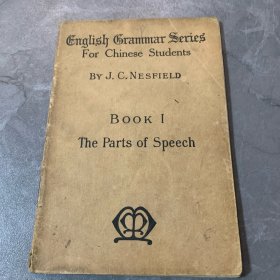 English Grammar Series
For Chinese Students
BY J. C. NESFIELD
BOOK I
The Parts of Speech